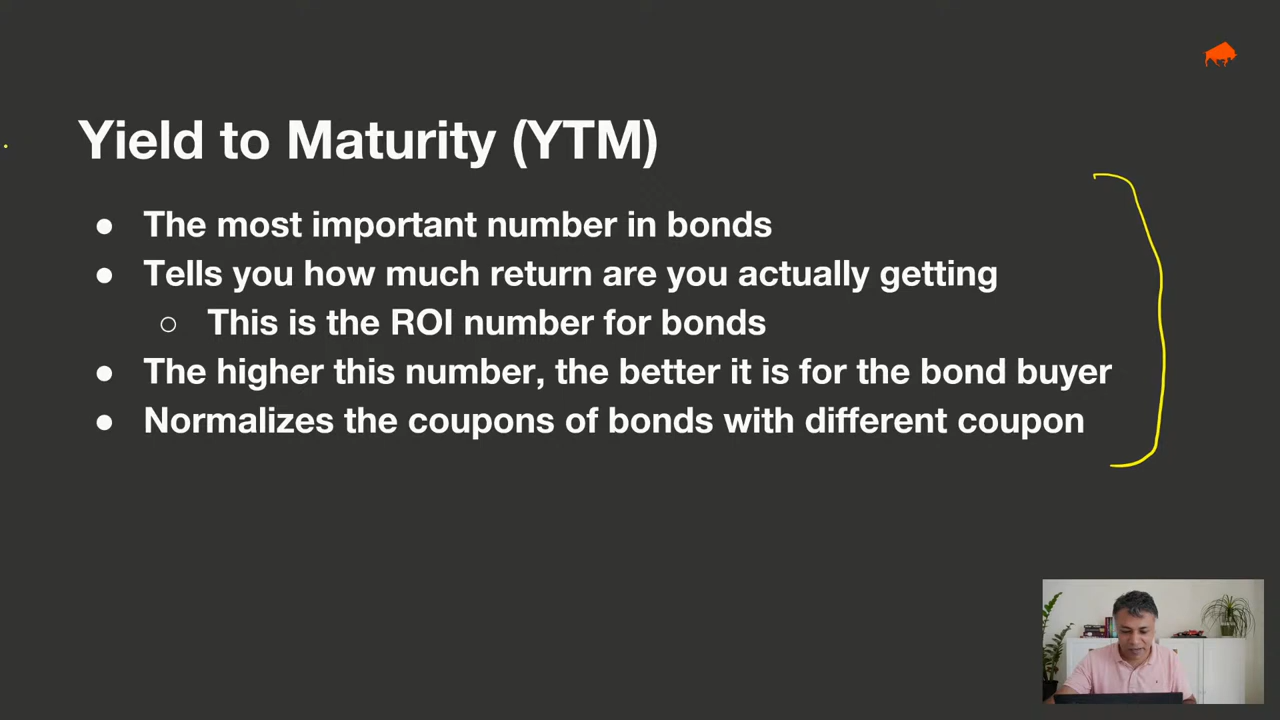 Yield to Maturity (YTM)
● The most important number in bonds
● Tells you how much return are you actually getting
○ This is the ROI number for bonds
● The higher this number, the better it is for the bond buyer
● Normalizes the coupons of bonds with different coupon